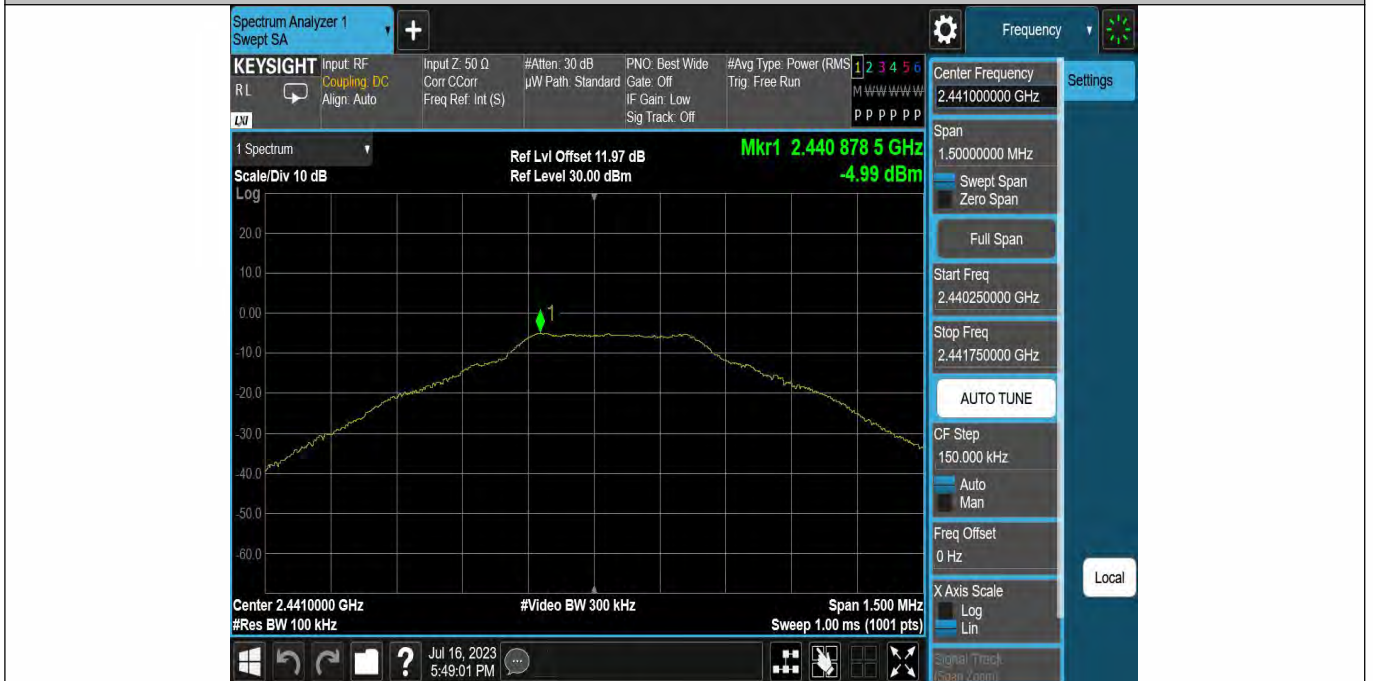 Spectrum Analyzer 1
Swept SA
+
Frequency
KEYSIGHT
RL
LXI
Input: RF
Coupling: DC
Align: Auto
Input Z: 50 Ω
Corr CCorr
Freq Ref: Int (S)
#Atten: 30 dB
µW Path: Standard
PNO: Best Wide
Gate: Off
IF Gain: Low
Sig Track: Off
#Avg Type: Power (RMS
Trig: Free Run
1 2 3 4 5 6
M W W W W W
P P P P P P
1 Spectrum
Scale/Div 10 dB
Ref Lvl Offset 11.97 dB
Ref Level 30.00 dBm
Mkr1 2.440 878 5 GHz
-4.99 dBm
Log
20.0
10.0
0.00
-10.0
-20.0
-30.0
-40.0
-50.0
-60.0
1
Center 2.4410000 GHz
#Res BW 100 kHz
#Video BW 300 kHz
Span 1.500 MHz
Sweep 1.00 ms (1001 pts)
Center Frequency
2.441000000 GHz
Settings
Span
1.50000000 MHz
Swept Span
Zero Span
Full Span
Start Freq
2.440250000 GHz
Stop Freq
2.441750000 GHz
AUTO TUNE
CF Step
150.000 kHz
Auto
Man
Freq Offset
0 Hz
X Axis Scale
Log
Lin
Signal Track
(Span Zoom)
Local
?
Jul 16, 2023
5:49:01 PM